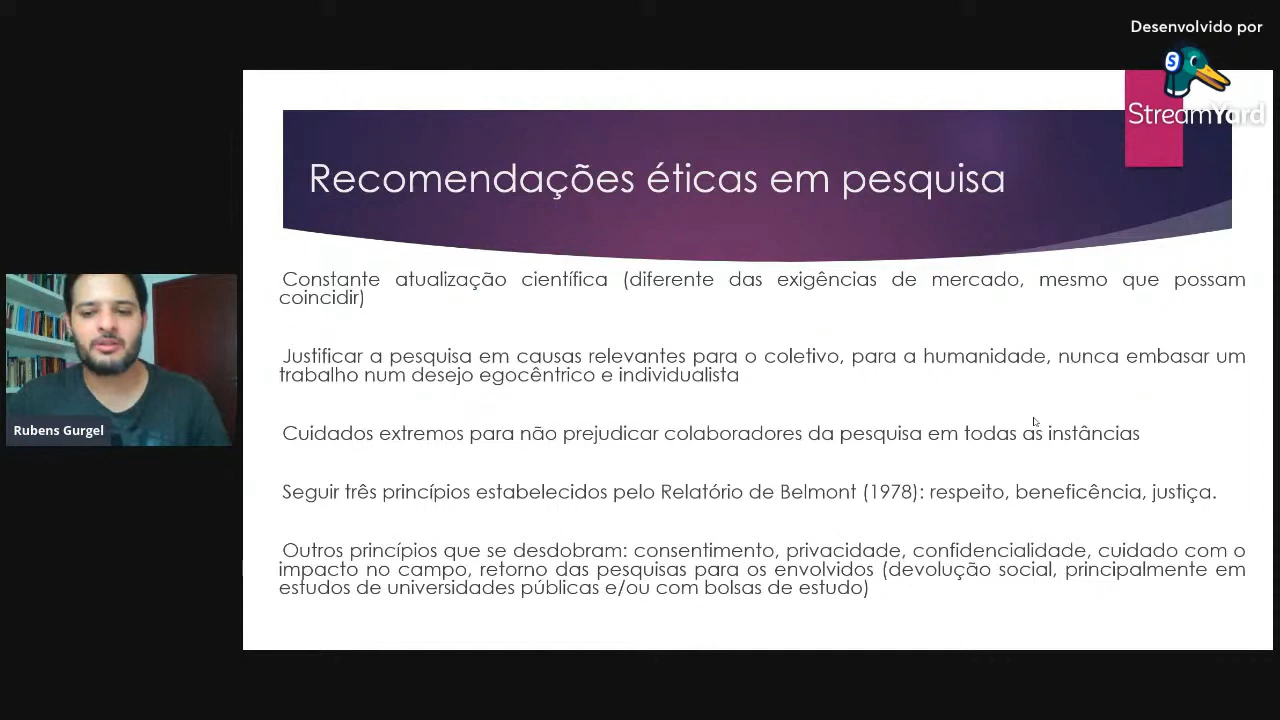 Desenvolvido por
StreamYard
Recomendações éticas em pesquisa
Constante atualização científica (diferente das exigências de mercado, mesmo que possam
coincidir)
Justificar a pesquisa em causas relevantes para o coletivo, para a humanidade, nunca embasar um
trabalho num desejo egocêntrico e individualista
Cuidados extremos para não prejudicar colaboradores da pesquisa em todas as instâncias
Seguir três princípios estabelecidos pelo Relatório de Belmont (1978): respeito, beneficência, justiça.
Outros princípios que se desdobram: consentimento, privacidade, confidencialidade, cuidado com o
impacto no campo, retorno das pesquisas para os envolvidos (devolução social, principalmente em
estudos de universidades públicas e/ou com bolsas de estudo)
Rubens Gurgel